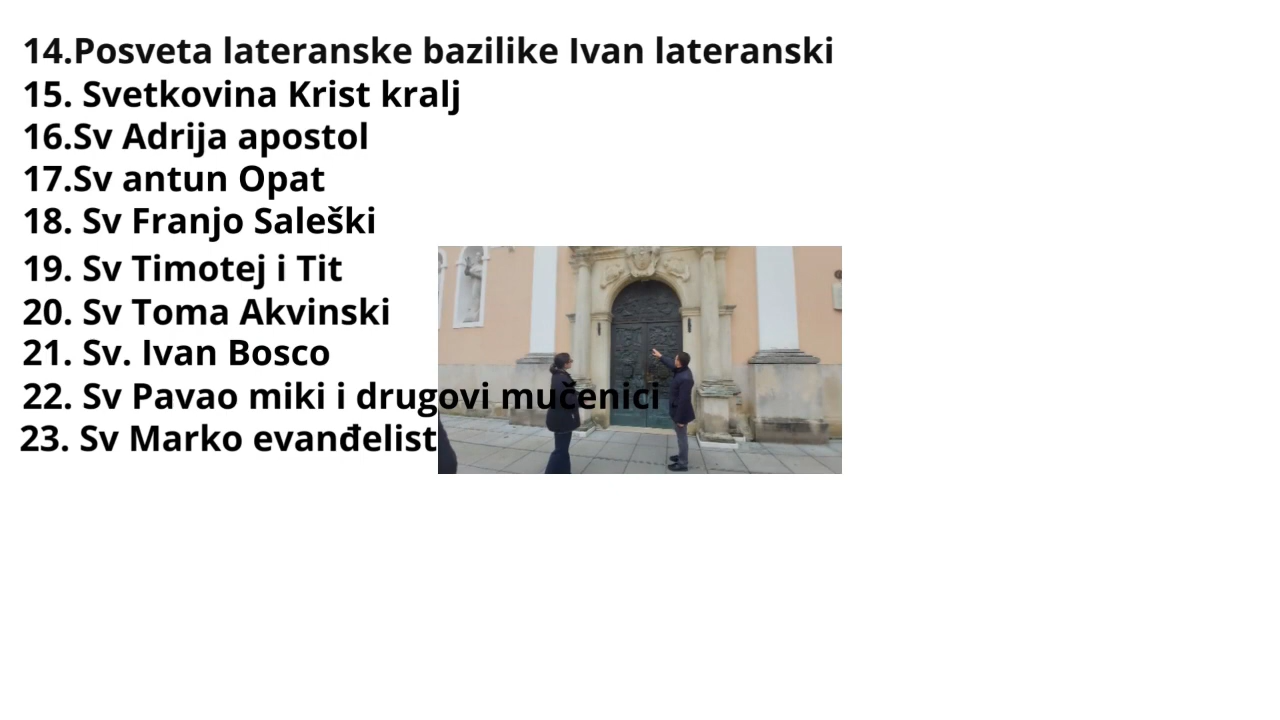 14.Posveta lateranske bazilike Ivan lateranski
15. Svetkovina Krist kralj
16.Sv Adrija apostol
17.Sv antun Opat
18. Sv Franjo Saleški
19. Sv Timotej i Tit
20. Sv Toma Akvinski
21. Sv. Ivan Bosco
22. Sv Pavao miki i drugovi mučenici
23. Sv Marko evanđelist